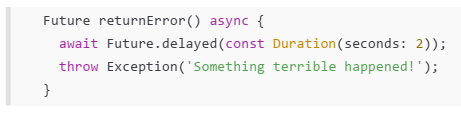 Future returnError() async {
  await Future.delayed(const Duration(seconds: 2));
  throw Exception('Something terrible happened!');
}